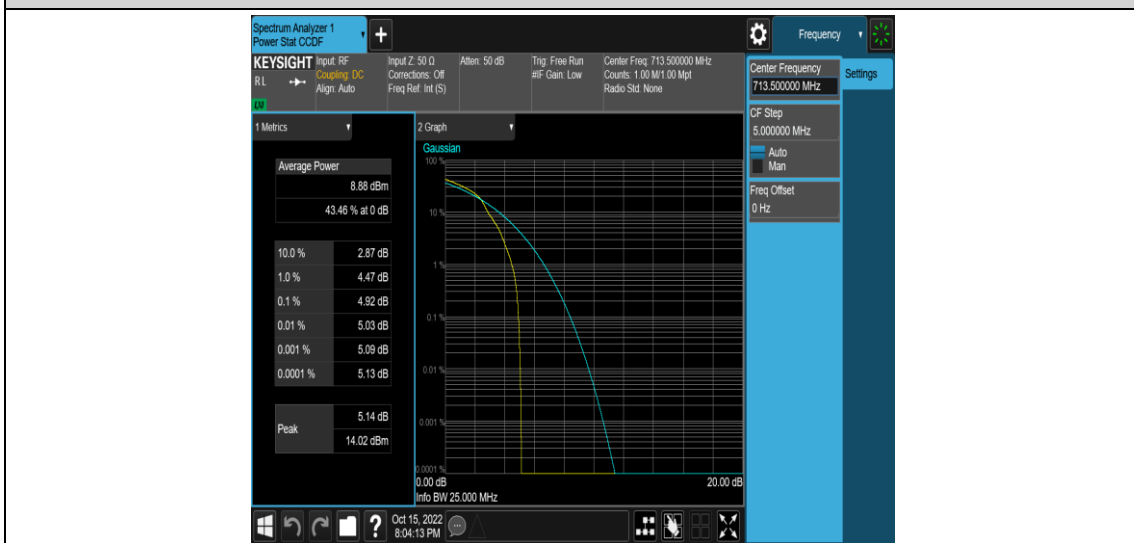 Spectrum Analyzer 1
Power Stat CCDF
+
Frequency
KEYSIGHT
RL
LXI
Input: RF
Coupling: DC
Align: Auto
Input Z: 50 Ω
Corrections: Off
Freq Ref: Int (S)
Atten: 50 dB
Trig: Free Run
#IF Gain: Low
Center Freq: 713.500000 MHz
Counts: 1.00 M/1.00 Mpt
Radio Std: None
Center Frequency
713.500000 MHz
Settings
CF Step
5.000000 MHz
Auto
Man
Freq Offset
0 Hz
1 Metrics
Average Power
8.88 dBm
43.46 % at 0 dB
10.0 % 2.87 dB
1.0 % 4.47 dB
0.1 % 4.92 dB
0.01 % 5.03 dB
0.001 % 5.09 dB
0.0001 % 5.13 dB
Peak
5.14 dB
14.02 dBm
2 Graph
Gaussian
100 %
10 %
1 %
0.1 %
0.01 %
0.001 %
0.0001 %
0.00 dB 20.00 dB
Info BW 25.000 MHz
?
Oct 15, 2022
8:04:13 PM